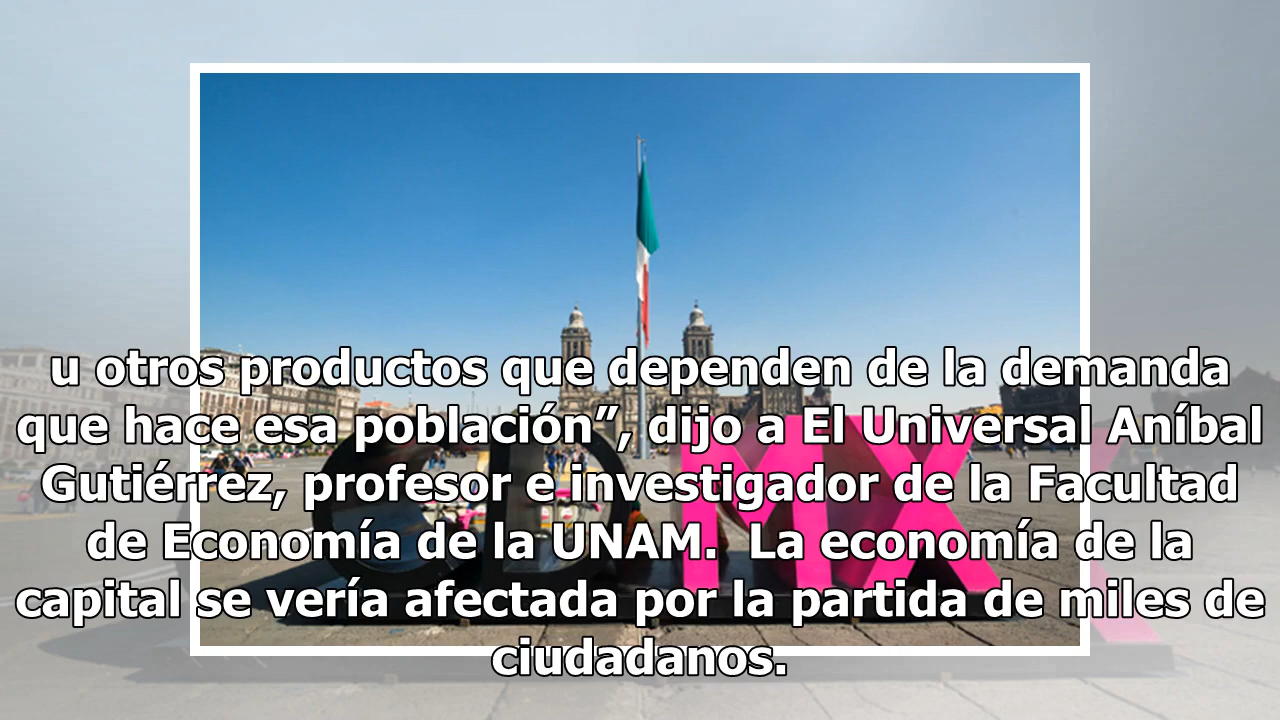 u otros productos que dependen de la demanda
que hace esa población”, dijo a El Universal Aníbal
Gutiérrez, profesor e investigador de la Facultad
de Economía de la UNAM.  La economía de la
capital se vería afectada por la partida de miles de
ciudadanos.
CDMX